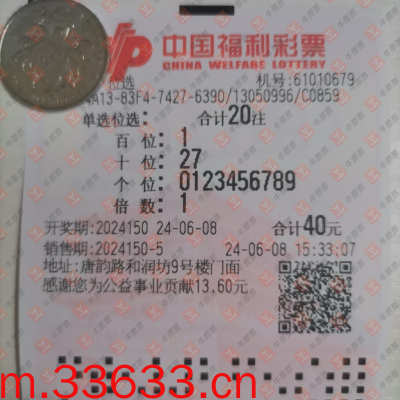 中国福利彩票
CHINA WELFARE LOTTERY
位选 机号:61010679
A13-83F4-7427-6390/13050996/C0859
单选位选: 合计20注
百位:1
十位:27
个位:0123456789
倍数:1
开奖期:2024150 24-06-08 合计40元
销售期:2024150-5 24-06-08 15:33:07
地址:唐韵路和润坊9号楼门面
感谢您为公益事业贡献13.60元
m.33633.cn